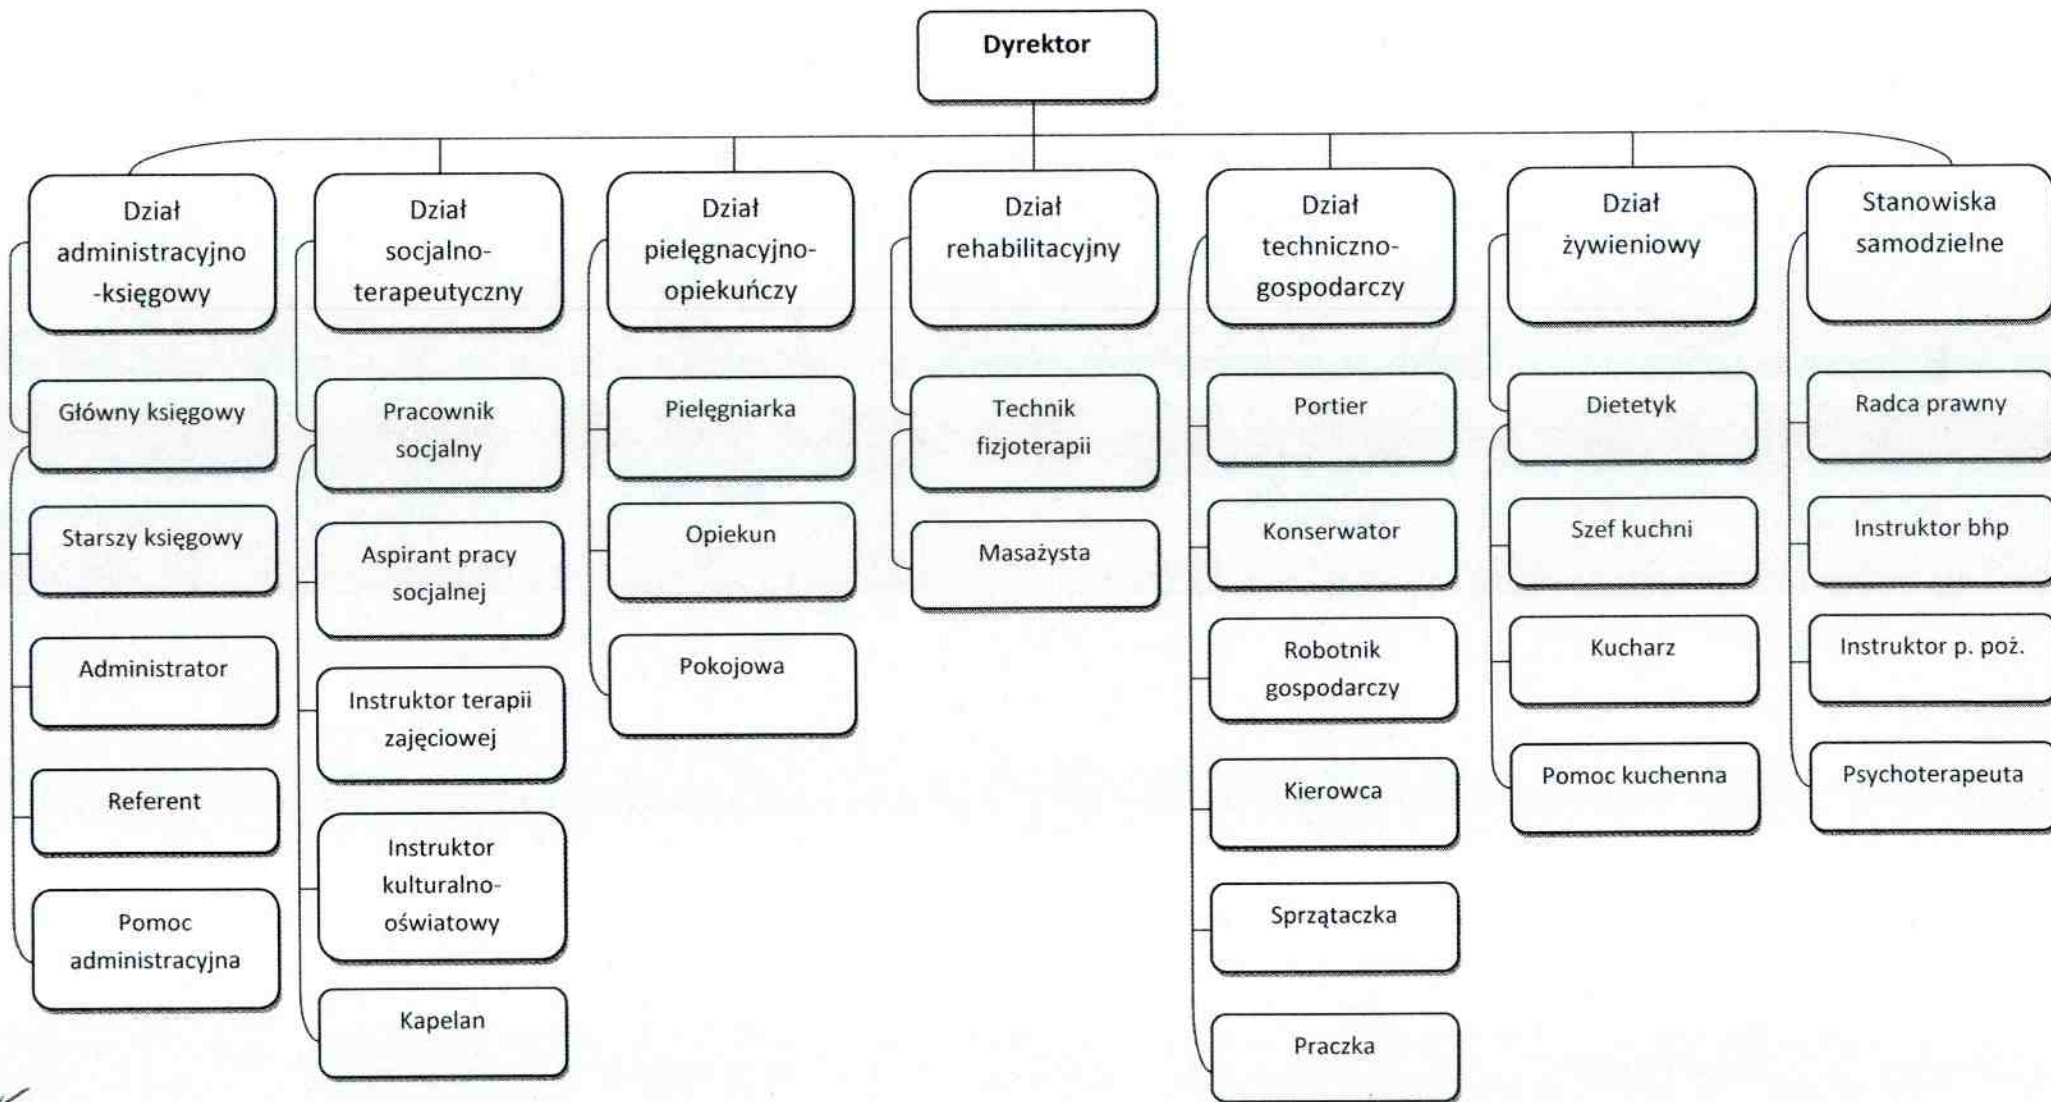 Dyrektor
Dział
administracyjno
-księgowy
Główny księgowy
Starszy księgowy
Administrator
Referent
Pomoc
administracyjna
Dział
socjalno-
terapeutyczny
Pracownik
socjalny
Aspirant pracy
socjalnej
Instruktor terapii
zajęciowej
Instruktor
kulturalno-
oświatowy
Kapelan
Dział
pielęgnacyjno-
opiekuńczy
Pielęgniarka
Opiekun
Pokojowa
Dział
rehabilitacyjny
Technik
fizjoterapii
Masażysta
Dział
techniczno-
gospodarczy
Portier
Konserwator
Robotnik
gospodarczy
Kierowca
Sprzątaczka
Praczka
Dział
żywieniowy
Dietetyk
Szef kuchni
Kucharz
Pomoc kuchenna
Stanowiska
samodzielne
Radca prawny
Instruktor bhp
Instruktor p. poż.
Psychoterapeuta